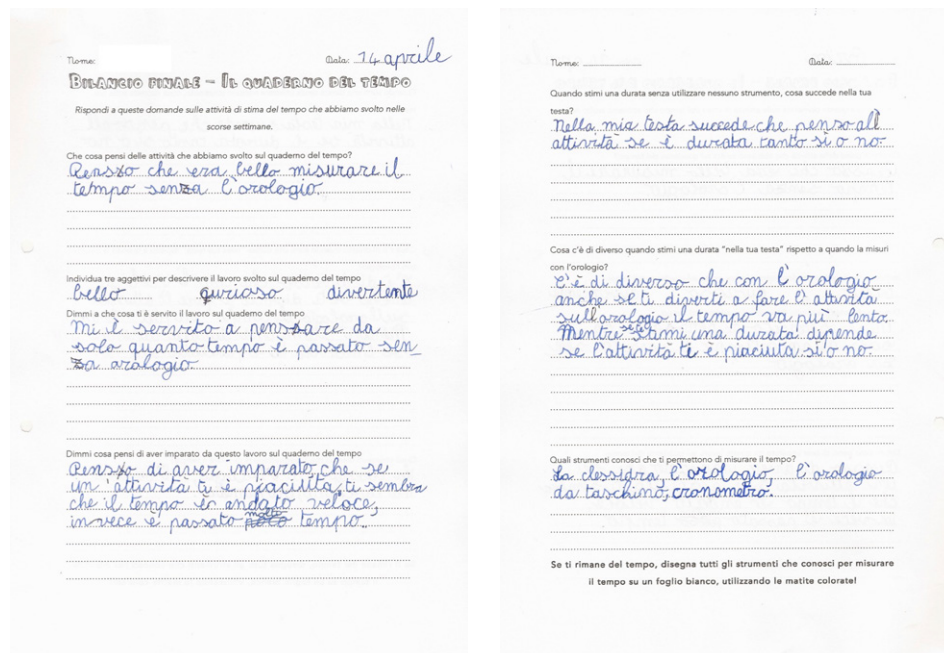 Nome:
Data: 14 aprile
BILANCIO FINALE – IL QUADERNO DEL TEMPO
Rispondi a queste domande sulle attività di stima del tempo che abbiamo svolto nelle
scorse settimane.
Che cosa pensi delle attività che abbiamo svolto sul quaderno del tempo?
Penso che era bello misurare il
tempo senza l'orologio.
Individua tre aggettivi per descrivere il lavoro svolto sul quaderno del tempo
bello qurioso divertente
Dimmi a che cosa ti è servito il lavoro sul quaderno del tempo
Mi è servito a pensare da
solo quanto tempo è passato sen_
za orologio.
Dimmi cosa pensi di aver imparato da questo lavoro sul quaderno del tempo
Penso di aver imparato che se
un'attività ti è piaciuta, ti sembra
che il tempo è andato veloce,
in vece è passato molto tempo.
Nome:
Data:
Quando stimi una durata senza utilizzare nessuno strumento, cosa succede nella tua
testa?
Nella mia testa succede che penso all
attività se è durata tanto si o no.
Cosa c'è di diverso quando stimi una durata "nella tua testa" rispetto a quando la misuri
con l'orologio?
C'è di diverso che con l'orologio
anche se ti diverti a fare l'attività
sull'orologio il tempo va più lento.
Mentre se stimi una durata dipende
se l'attività te è piaciuta si o no.
Quali strumenti conosci che ti permettono di misurare il tempo?
La clessidra, l'orologio, l'orologio
da taschino, cronometro.
Se ti rimane del tempo, disegna tutti gli strumenti che conosci per misurare
il tempo su un foglio bianco, utilizzando le matite colorate!